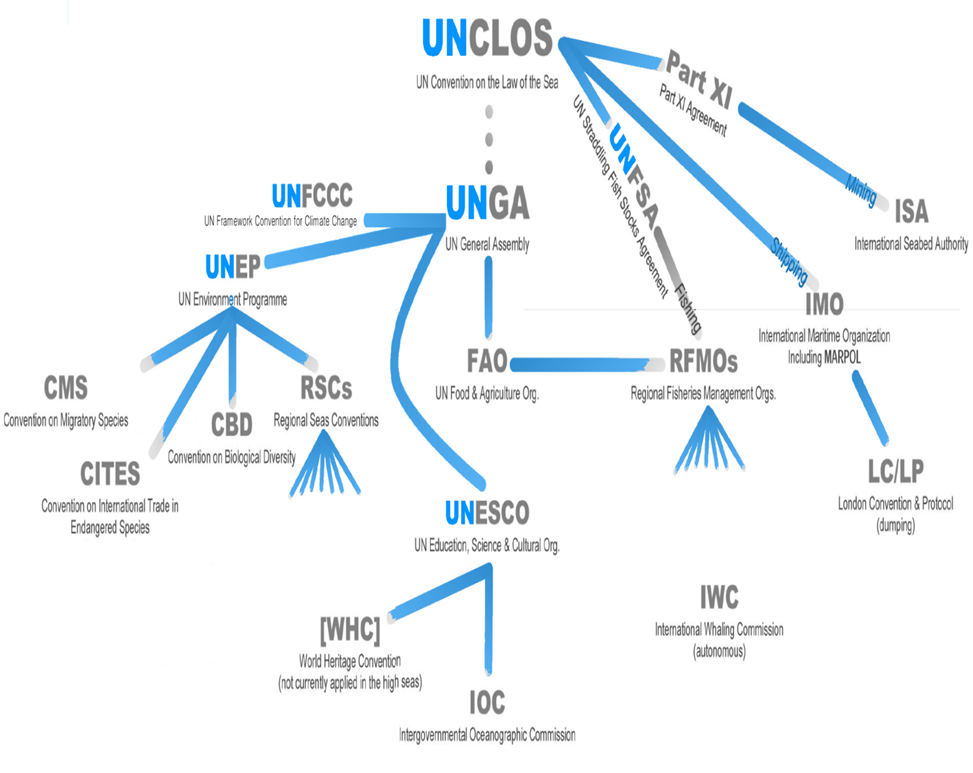 UNCLOS
UN Convention on the Law of the Sea
Part XI
Part XI Agreement
UNFSA
UN Straddling Fish Stocks Agreement
Mining
ISA
International Seabed Authority
Shipping
Fishing
UNFCCC
UN Framework Convention for Climate Change
UNGA
UN General Assembly
UNEP
UN Environment Programme
IMO
International Maritime Organization
Including MARPOL
FAO
UN Food & Agriculture Org.
RFMOs
Regional Fisheries Management Orgs.
CMS
Convention on Migratory Species
RSCs
Regional Seas Conventions
CBD
Convention on Biological Diversity
CITES
Convention on International Trade in
Endangered Species
LC/LP
London Convention & Protocol
(dumping)
UNESCO
UN Education, Science & Cultural Org.
IWC
International Whaling Commission
(autonomous)
[WHC]
World Heritage Convention
(not currently applied in the high seas)
IOC
Intergovernmental Oceanographic Commission